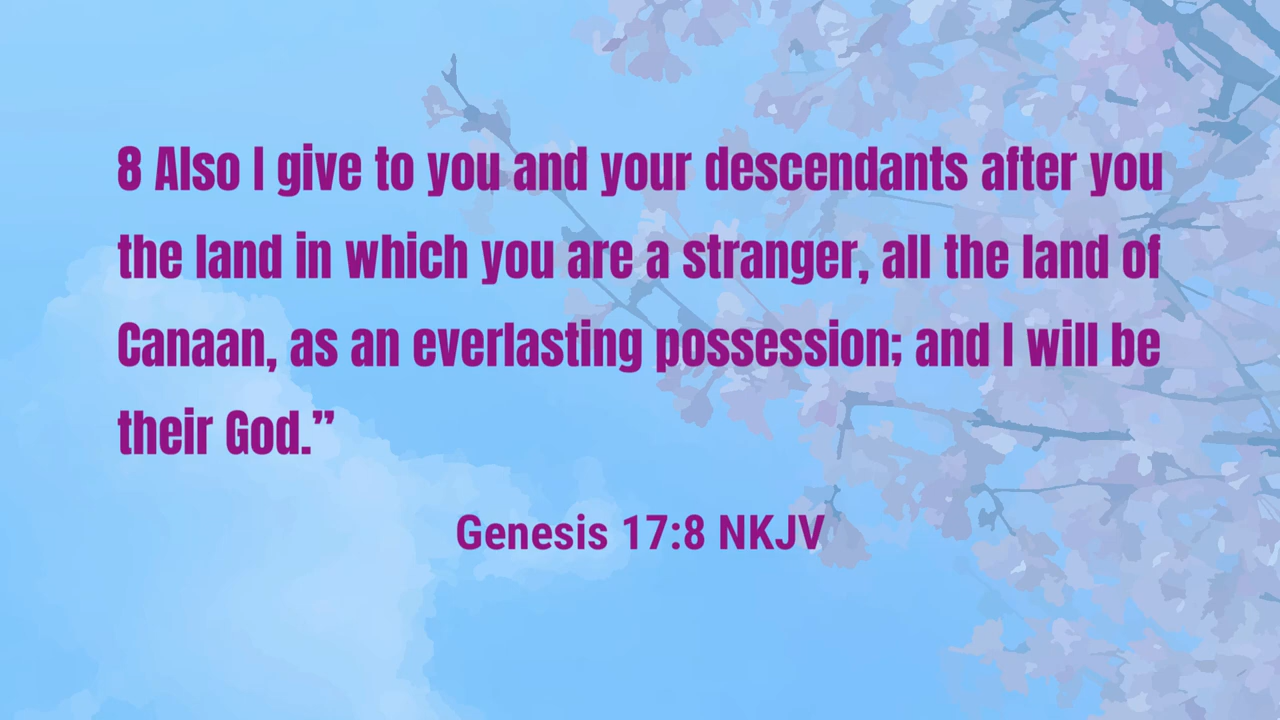 8 Also I give to you and your descendants after you
the land in which you are a stranger, all the land of
Canaan, as an everlasting possession; and I will be
their God.”
Genesis 17:8 NKJV